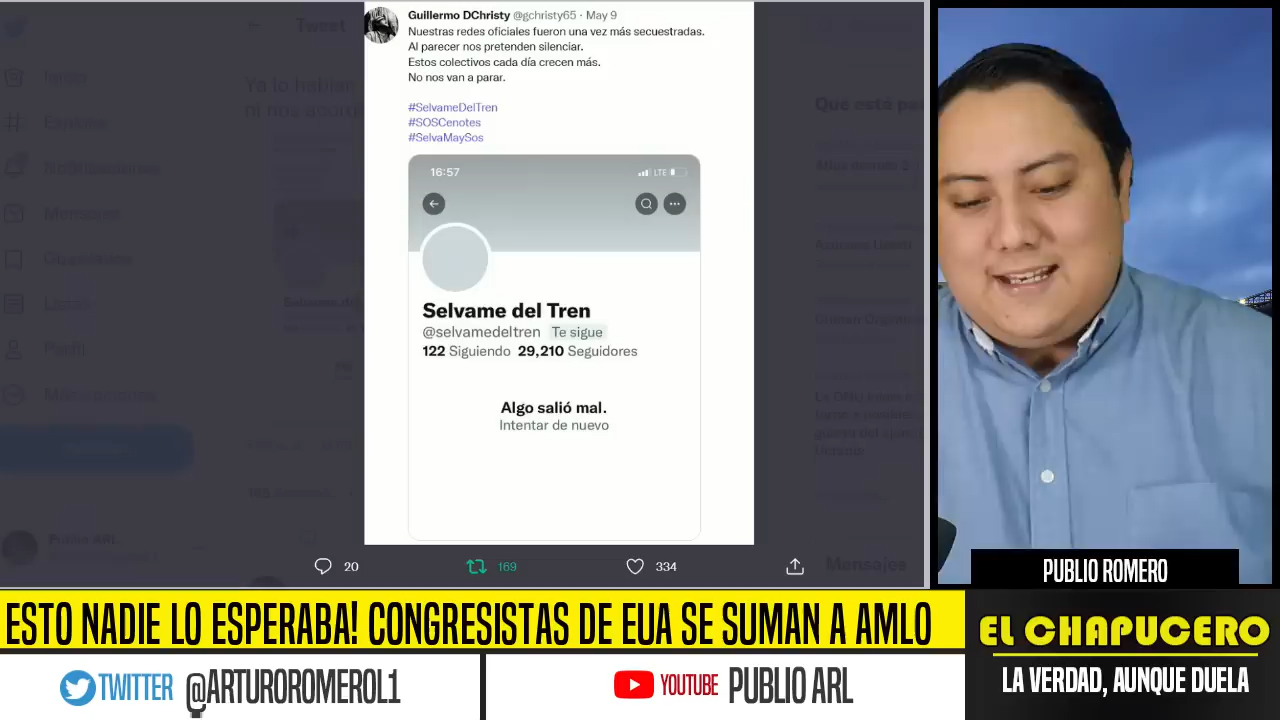 Tweet
Guillermo DChristy @gchristy65 · May 9
Nuestras redes oficiales fueron una vez más secuestradas.
Al parecer nos pretenden silenciar.
Estos colectivos cada día crecen más.
No nos van a parar.
#SelvameDelTren
#SOSCenotes
#SelvaMaySos
16:57
LTE
Selvame del Tren
@selvamedeltren Te sigue
122 Siguiendo 29,210 Seguidores
Algo salió mal.
Intentar de nuevo
20 169 334
Mensajes
PUBLIO ROMERO
ESTO NADIE LO ESPERABA! CONGRESISTAS DE EUA SE SUMAN A AMLO
EL CHAPUCERO
LA VERDAD, AUNQUE DUELA
TWITTER @ARTUROROMEROL1
YOUTUBE PUBLIO ARL